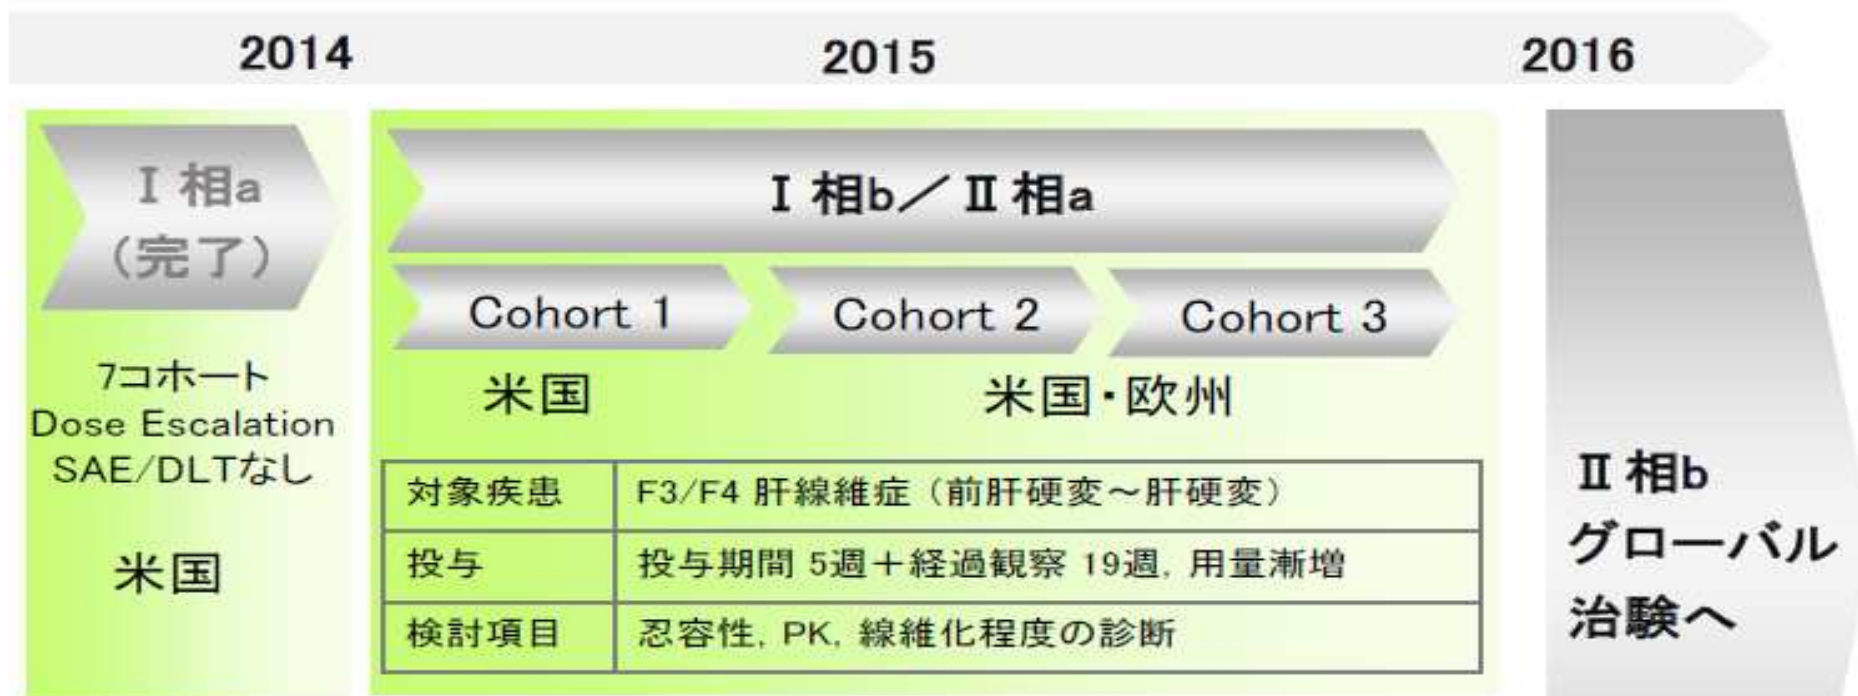 2014 2015 2016
Ⅰ 相a
(完了)
7コホート
Dose Escalation
SAE/DLTなし
米国
Ⅰ 相b／Ⅱ 相a
Cohort 1 Cohort 2 Cohort 3
米国 米国・欧州
対象疾患 F3/F4 肝線維症（前肝硬変～肝硬変）
投与 投与期間 5週＋経過観察 19週, 用量漸増
検討項目 忍容性, PK, 線維化程度の診断
Ⅱ 相b
グローバル
治験へ